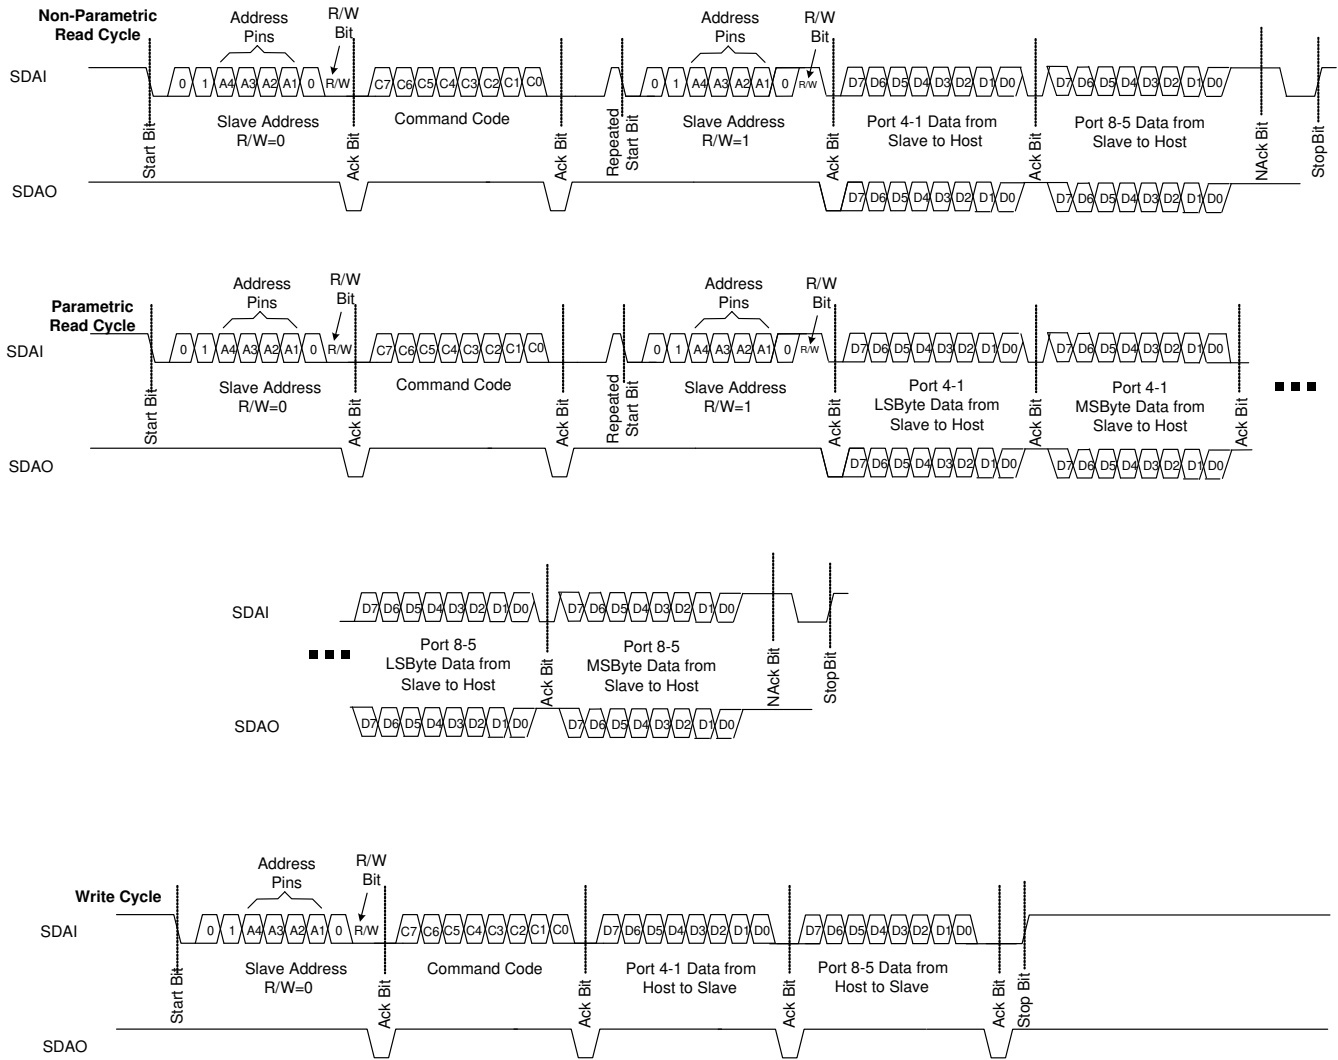 Non-Parametric
Read Cycle
Address
Pins
R/W
Bit
Address
Pins
R/W
Bit
SDAI
0 1 A4 A3 A2 A1 0 R/W
C7 C6 C5 C4 C3 C2 C1 C0
0 1 A4 A3 A2 A1 0 R/W
D7 D6 D5 D4 D3 D2 D1 D0
D7 D6 D5 D4 D3 D2 D1 D0
Start Bit
Slave Address
R/W=0
Ack Bit
Command Code
Ack Bit
Repeated
Start Bit
Slave Address
R/W=1
Ack Bit
Port 4-1 Data from
Slave to Host
Ack Bit
Port 8-5 Data from
Slave to Host
NAck Bit
Stop Bit
SDAO
D7 D6 D5 D4 D3 D2 D1 D0
D7 D6 D5 D4 D3 D2 D1 D0
Parametric
Read Cycle
Address
Pins
R/W
Bit
Address
Pins
R/W
Bit
SDAI
0 1 A4 A3 A2 A1 0 R/W
C7 C6 C5 C4 C3 C2 C1 C0
0 1 A4 A3 A2 A1 0 R/W
D7 D6 D5 D4 D3 D2 D1 D0
D7 D6 D5 D4 D3 D2 D1 D0
Start Bit
Slave Address
R/W=0
Ack Bit
Command Code
Ack Bit
Repeated
Start Bit
Slave Address
R/W=1
Ack Bit
Port 4-1
LSByte Data from
Slave to Host
Ack Bit
Port 4-1
MSByte Data from
Slave to Host
Ack Bit
SDAO
D7 D6 D5 D4 D3 D2 D1 D0
D7 D6 D5 D4 D3 D2 D1 D0
SDAI
D7 D6 D5 D4 D3 D2 D1 D0
D7 D6 D5 D4 D3 D2 D1 D0
Port 8-5
LSByte Data from
Slave to Host
Ack Bit
Port 8-5
MSByte Data from
Slave to Host
NAck Bit
Stop Bit
SDAO
D7 D6 D5 D4 D3 D2 D1 D0
D7 D6 D5 D4 D3 D2 D1 D0
Write Cycle
Address
Pins
R/W
Bit
SDAI
0 1 A4 A3 A2 A1 0 R/W
C7 C6 C5 C4 C3 C2 C1 C0
D7 D6 D5 D4 D3 D2 D1 D0
D7 D6 D5 D4 D3 D2 D1 D0
Start Bit
Slave Address
R/W=0
Ack Bit
Command Code
Ack Bit
Port 4-1 Data from
Host to Slave
Ack Bit
Port 8-5 Data from
Host to Slave
Ack Bit
Stop Bit
SDAO